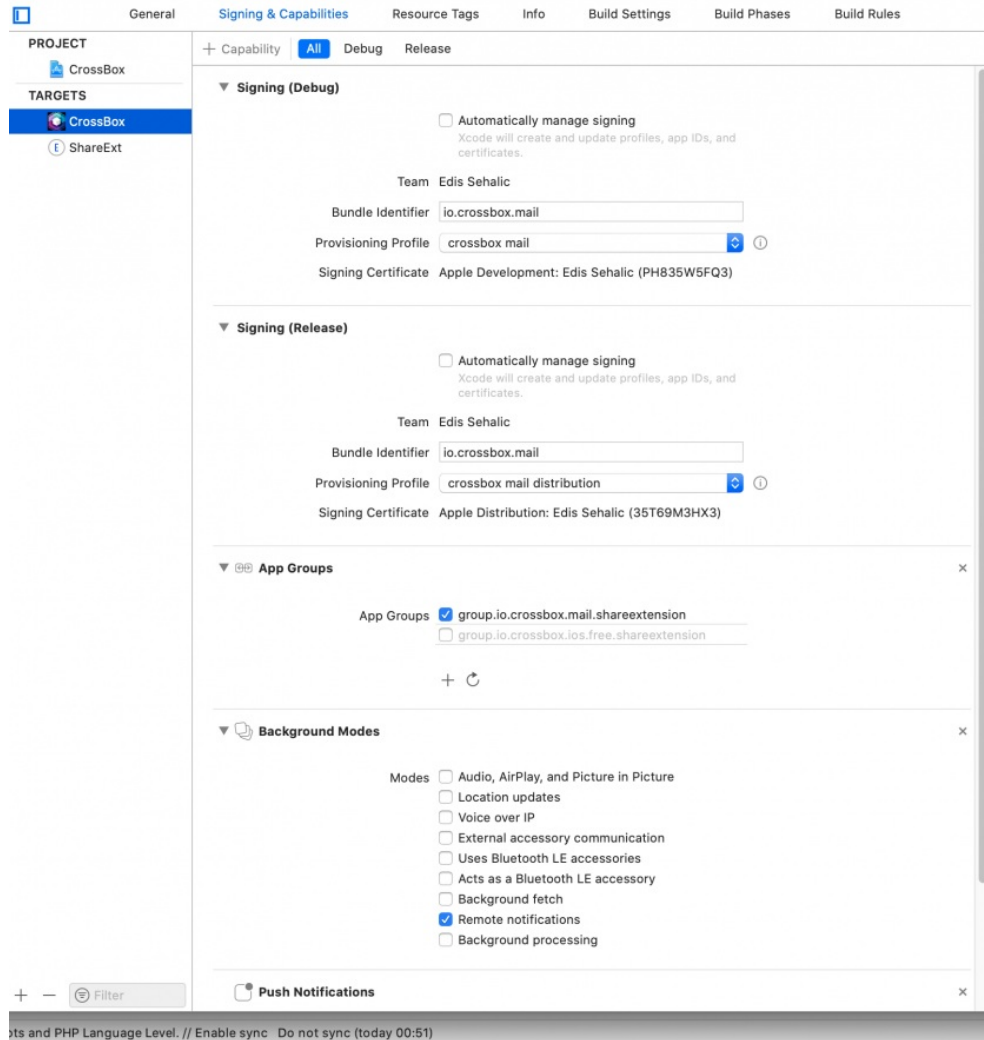 General Signing & Capabilities Resource Tags Info Build Settings Build Phases Build Rules
PROJECT
CrossBox
TARGETS
CrossBox
E ShareExt
+ Capability All Debug Release
Signing (Debug)
Automatically manage signing
Xcode will create and update profiles, app IDs, and
certificates.
Team Edis Sehalic
Bundle Identifier io.crossbox.mail
Provisioning Profile crossbox mail
Signing Certificate Apple Development: Edis Sehalic (PH835W5FQ3)
Signing (Release)
Automatically manage signing
Xcode will create and update profiles, app IDs, and
certificates.
Team Edis Sehalic
Bundle Identifier io.crossbox.mail
Provisioning Profile crossbox mail distribution
Signing Certificate Apple Distribution: Edis Sehalic (35T69M3HX3)
App Groups
App Groups group.io.crossbox.mail.shareextension
group.io.crossbox.ios.free.shareextension
Background Modes
Modes Audio, AirPlay, and Picture in Picture
Location updates
Voice over IP
External accessory communication
Uses Bluetooth LE accessories
Acts as a Bluetooth LE accessory
Background fetch
Remote notifications
Background processing
Push Notifications
Filter
ots and PHP Language Level. // Enable sync Do not sync (today 00:51)